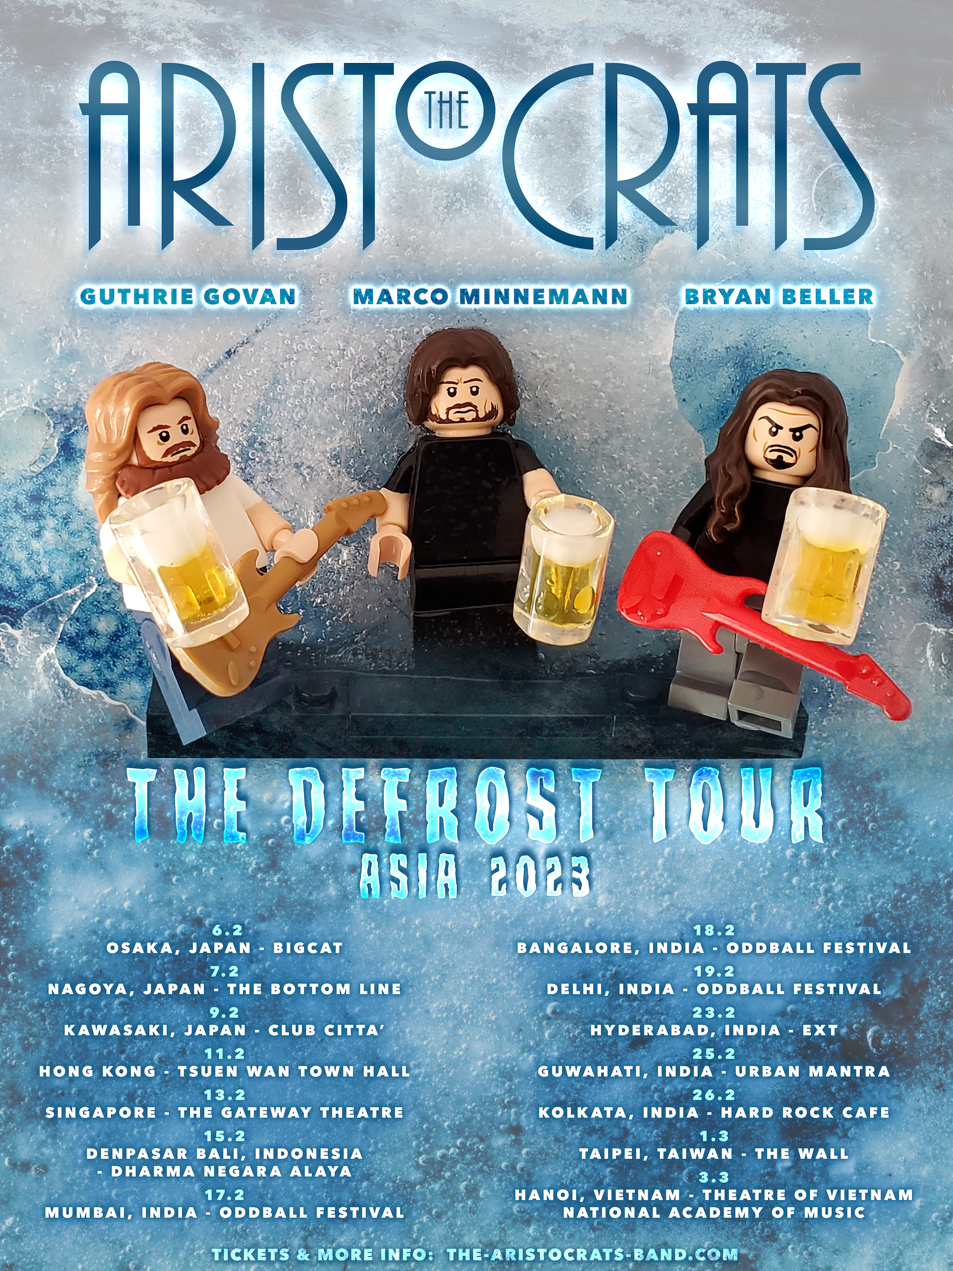 THE
ARISTOCRATS
GUTHRIE GOVAN MARCO MINNEMANN BRYAN BELLER
THE DEFROST TOUR
ASIA 2023
6.2
OSAKA, JAPAN - BIGCAT
7.2
NAGOYA, JAPAN - THE BOTTOM LINE
9.2
KAWASAKI, JAPAN - CLUB CITTA'
11.2
HONG KONG - TSUEN WAN TOWN HALL
13.2
SINGAPORE - THE GATEWAY THEATRE
15.2
DENPASAR BALI, INDONESIA
- DHARMA NEGARA ALAYA
17.2
MUMBAI, INDIA - ODDBALL FESTIVAL
18.2
BANGALORE, INDIA - ODDBALL FESTIVAL
19.2
DELHI, INDIA - ODDBALL FESTIVAL
23.2
HYDERABAD, INDIA - EXT
25.2
GUWAHATI, INDIA - URBAN MANTRA
26.2
KOLKATA, INDIA - HARD ROCK CAFE
1.3
TAIPEI, TAIWAN - THE WALL
3.3
HANOI, VIETNAM - THEATRE OF VIETNAM
NATIONAL ACADEMY OF MUSIC
TICKETS & MORE INFO: THE-ARISTOCRATS-BAND.COM